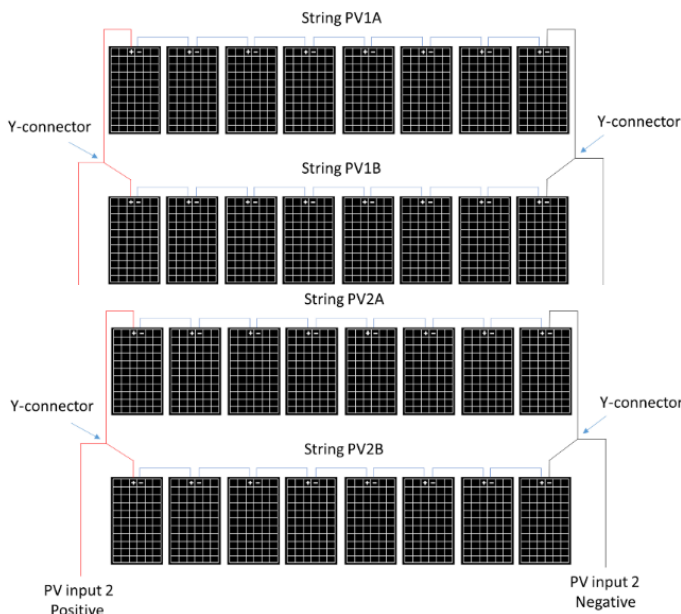 String PV1A
Y-connector
Y-connector
String PV1B
String PV2A
Y-connector
Y-connector
String PV2B
PV input 2
Positive
PV input 2
Negative